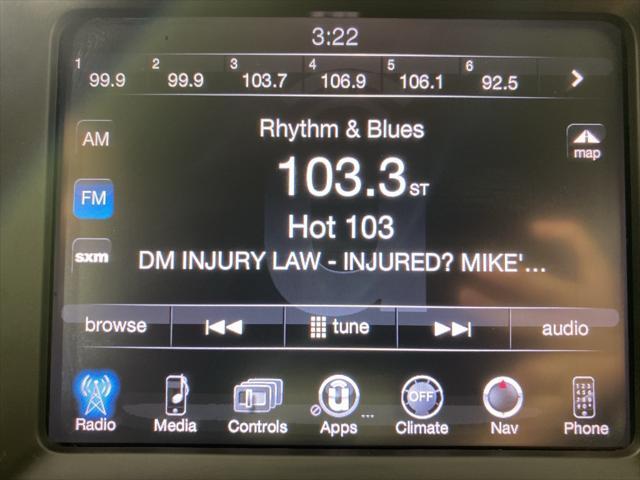 3:22
1 99.9 2 99.9 3 103.7 4 106.9 5 106.1 6 92.5
Rhythm & Blues
AM
map
103.3 ST
FM
Hot 103
sxm
DM INJURY LAW - INJURED? MIKE'...
browse tune audio
OFF
Radio Media Controls Apps ... Climate Nav Phone